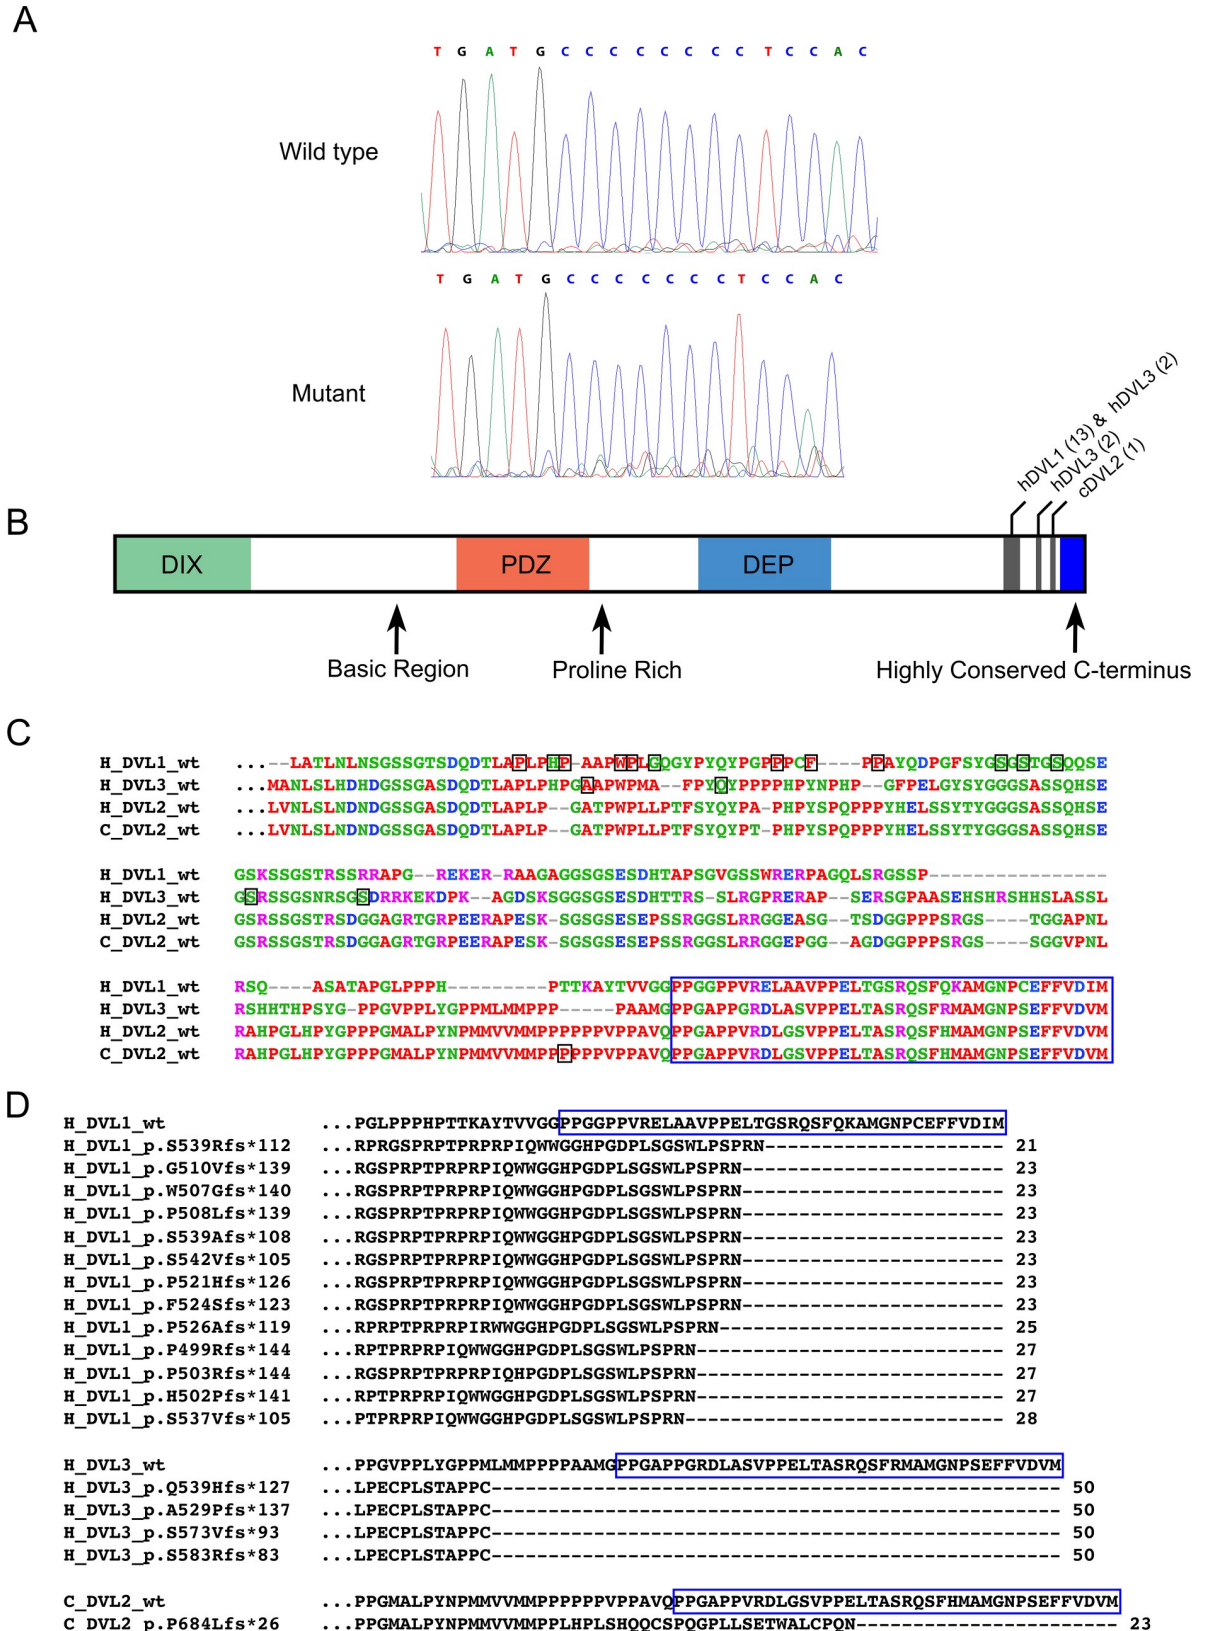 A
T G A T G C C C C C C C C T C C A C
Wild type
T G A T G C C C C C C C T C C A C
Mutant
hDVL1 (13) & hDVL3 (2)
hDVL3 (2)
cDVL2 (1)
B
DIX PDZ DEP
Basic Region Proline Rich Highly Conserved C-terminus
C
H_DVL1_wt ...--LATLNLNSGSSGTSDQDTLAPLPHP-AAPWPLGQGYPYQYPGPPPCF----PPAYQDPGFSYGSGSTGSQQSE
H_DVL3_wt ...MANLSLHDHDGSSGASDQDTLAPLPHPGAAPWPMA--FPYQYPPPPHPYNPHP--GFPELGYSYGGGSASSQHSE
H_DVL2_wt ...LVNLSLNDNDGSSGASDQDTLAPLP--GATPWPLLPTFSYQYPA-PHPYSPQPPPYHELSSYTYGGGSASSQHSE
C_DVL2_wt ...LVNLSLNDNDGSSGASDQDTLAPLP--GATPWPLLPTFSYQYPT-PHPYSPQPPPYHELSSYTYGGGSASSQHSE
H_DVL1_wt GSKSSGSTRSSRRAPG--REKER-RAAGAGGSGSESDHTAPSGVGSSWRERPAGQLSRGSSP----------------
H_DVL3_wt GSRSSGSNRSGSDRRKEKDPK--AGDSKSGGSGSESDHTTRS-SLRGPRERAP--SERSGPAASEHSHRSHHSLASSL
H_DVL2_wt GSRSSGSTRSDGGAGRTGRPEERAPESK-SGSGSESEPSSRGGSLRRGGEASG--TSDGGPPPSRGS----TGGAPNL
C_DVL2_wt GSRSSGSTRSDGGAGRTGRPEERAPESK-SGSGSESEPSSRGGSLRRGGEPGG--AGDGGPPPSRGS----SGGVPNL
H_DVL1_wt RSQ----ASATAPGLPPPH---------PTTKAYTVVGGPPGGPPVRELAAVPPELTGSRQSFQKAMGNPCEFFVDIM
H_DVL3_wt RSHHTHPSYG-PPGVPPLYGPPMLMMPPP-----PAAMGPPGAPPGRDLASVPPELTASRQSFRMAMGNPSEFFVDVM
H_DVL2_wt RAHPGLHPYGPPPGMALPYNPMMVVMMPPPPPPVPPAVQPPGAPPVRDLGSVPPELTASRQSFHMAMGNPSEFFVDVM
C_DVL2_wt RAHPGLHPYGPPPGMALPYNPMMVVMMPPPPPPVPPAVQPPGAPPVRDLGSVPPELTASRQSFHMAMGNPSEFFVDVM
D
H_DVL1_wt ...PGLPPPHPTTKAYTVVGGPPGGPPVRELAAVPPELTGSRQSFQKAMGNPCEFFVDIM
H_DVL1_p.S539Rfs*112 ...RPRGSPRPTPRPRPIQWWGGHPGDPLSGSWLPSPRN--------------------- 21
H_DVL1_p.G510Vfs*139 ...RGSPRPTPRPRPIQWWGGHPGDPLSGSWLPSPRN----------------------- 23
H_DVL1_p.W507Gfs*140 ...RGSPRPTPRPRPIQWWGGHPGDPLSGSWLPSPRN----------------------- 23
H_DVL1_p.P508Lfs*139 ...RGSPRPTPRPRPIQWWGGHPGDPLSGSWLPSPRN----------------------- 23
H_DVL1_p.S539Afs*108 ...RGSPRPTPRPRPIQWWGGHPGDPLSGSWLPSPRN----------------------- 23
H_DVL1_p.S542Vfs*105 ...RGSPRPTPRPRPIQWWGGHPGDPLSGSWLPSPRN----------------------- 23
H_DVL1_p.P521Hfs*126 ...RGSPRPTPRPRPIQWWGGHPGDPLSGSWLPSPRN----------------------- 23
H_DVL1_p.F524Sfs*123 ...RGSPRPTPRPRPIQWWGGHPGDPLSGSWLPSPRN----------------------- 23
H_DVL1_p.P526Afs*119 ...RPRPTPRPRPIRWWGGHPGDPLSGSWLPSPRN------------------------- 25
H_DVL1_p.P499Rfs*144 ...RPTPRPRPIQWWGGHPGDPLSGSWLPSPRN--------------------------- 27
H_DVL1_p.P503Rfs*144 ...RGSPRPTPRPRPIQHPGDPLSGSWLPSPRN--------------------------- 27
H_DVL1_p.H502Pfs*141 ...RPTPRPRPIQWWGGHPGDPLSGSWLPSPRN--------------------------- 27
H_DVL1_p.S537Vfs*105 ...PTPRPRPIQWWGGHPGDPLSGSWLPSPRN---------------------------- 28
H_DVL3_wt ...PPGVPPLYGPPMLMMPPPPPAAMGPPGAPPGRDLASVPPELTASRQSFRMAMGNPSEFFVDVM
H_DVL3_p.Q539Hfs*127 ...LPECPLSTAPPC-------------------------------------------------- 50
H_DVL3_p.A529Pfs*137 ...LPECPLSTAPPC-------------------------------------------------- 50
H_DVL3_p.S573Vfs*93 ...LPECPLSTAPPC-------------------------------------------------- 50
H_DVL3_p.S583Rfs*83 ...LPECPLSTAPPC-------------------------------------------------- 50
C_DVL2_wt ...PPGMALPYNPMMVVMMPPPPPPVPPAVQPPGAPPVRDLGSVPPELTASRQSFHMAMGNPSEFFVDVM
C_DVL2_p.P684Lfs*26 ...PPGMALPYNPMMVVMMPPLHPLSHQQCSPQGPLLSETWALCPQN----------------------- 23